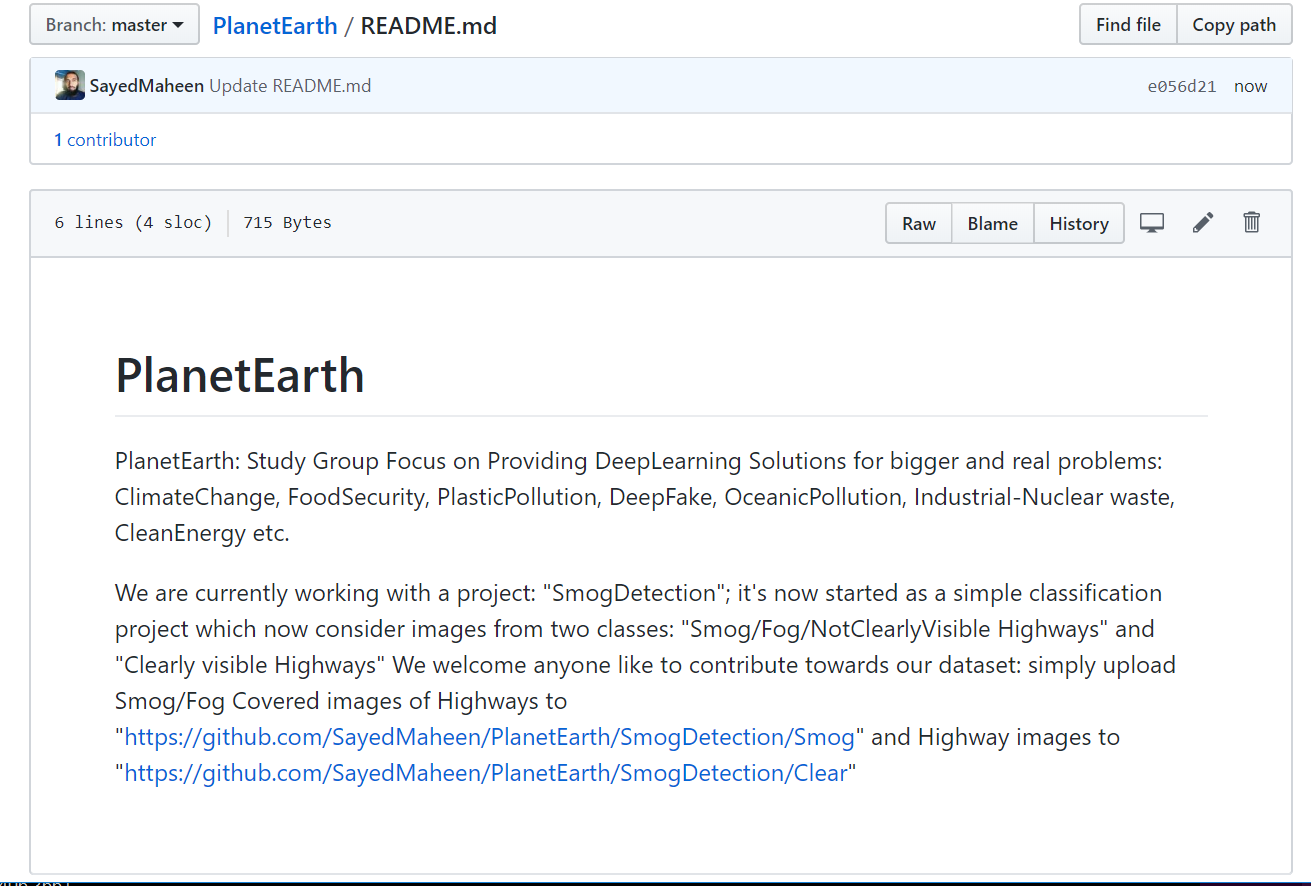 Branch: master PlanetEarth / README.md Find file Copy path
SayedMaheen Update README.md e056d21 now
1 contributor
6 lines (4 sloc) 715 Bytes Raw Blame History
PlanetEarth
PlanetEarth: Study Group Focus on Providing DeepLearning Solutions for bigger and real problems:
ClimateChange, FoodSecurity, PlasticPollution, DeepFake, OceanicPollution, Industrial-Nuclear waste,
CleanEnergy etc.
We are currently working with a project: "SmogDetection"; it's now started as a simple classification
project which now consider images from two classes: "Smog/Fog/NotClearlyVisible Highways" and
"Clearly visible Highways" We welcome anyone like to contribute towards our dataset: simply upload
Smog/Fog Covered images of Highways to
"https://github.com/SayedMaheen/PlanetEarth/SmogDetection/Smog" and Highway images to
"https://github.com/SayedMaheen/PlanetEarth/SmogDetection/Clear"